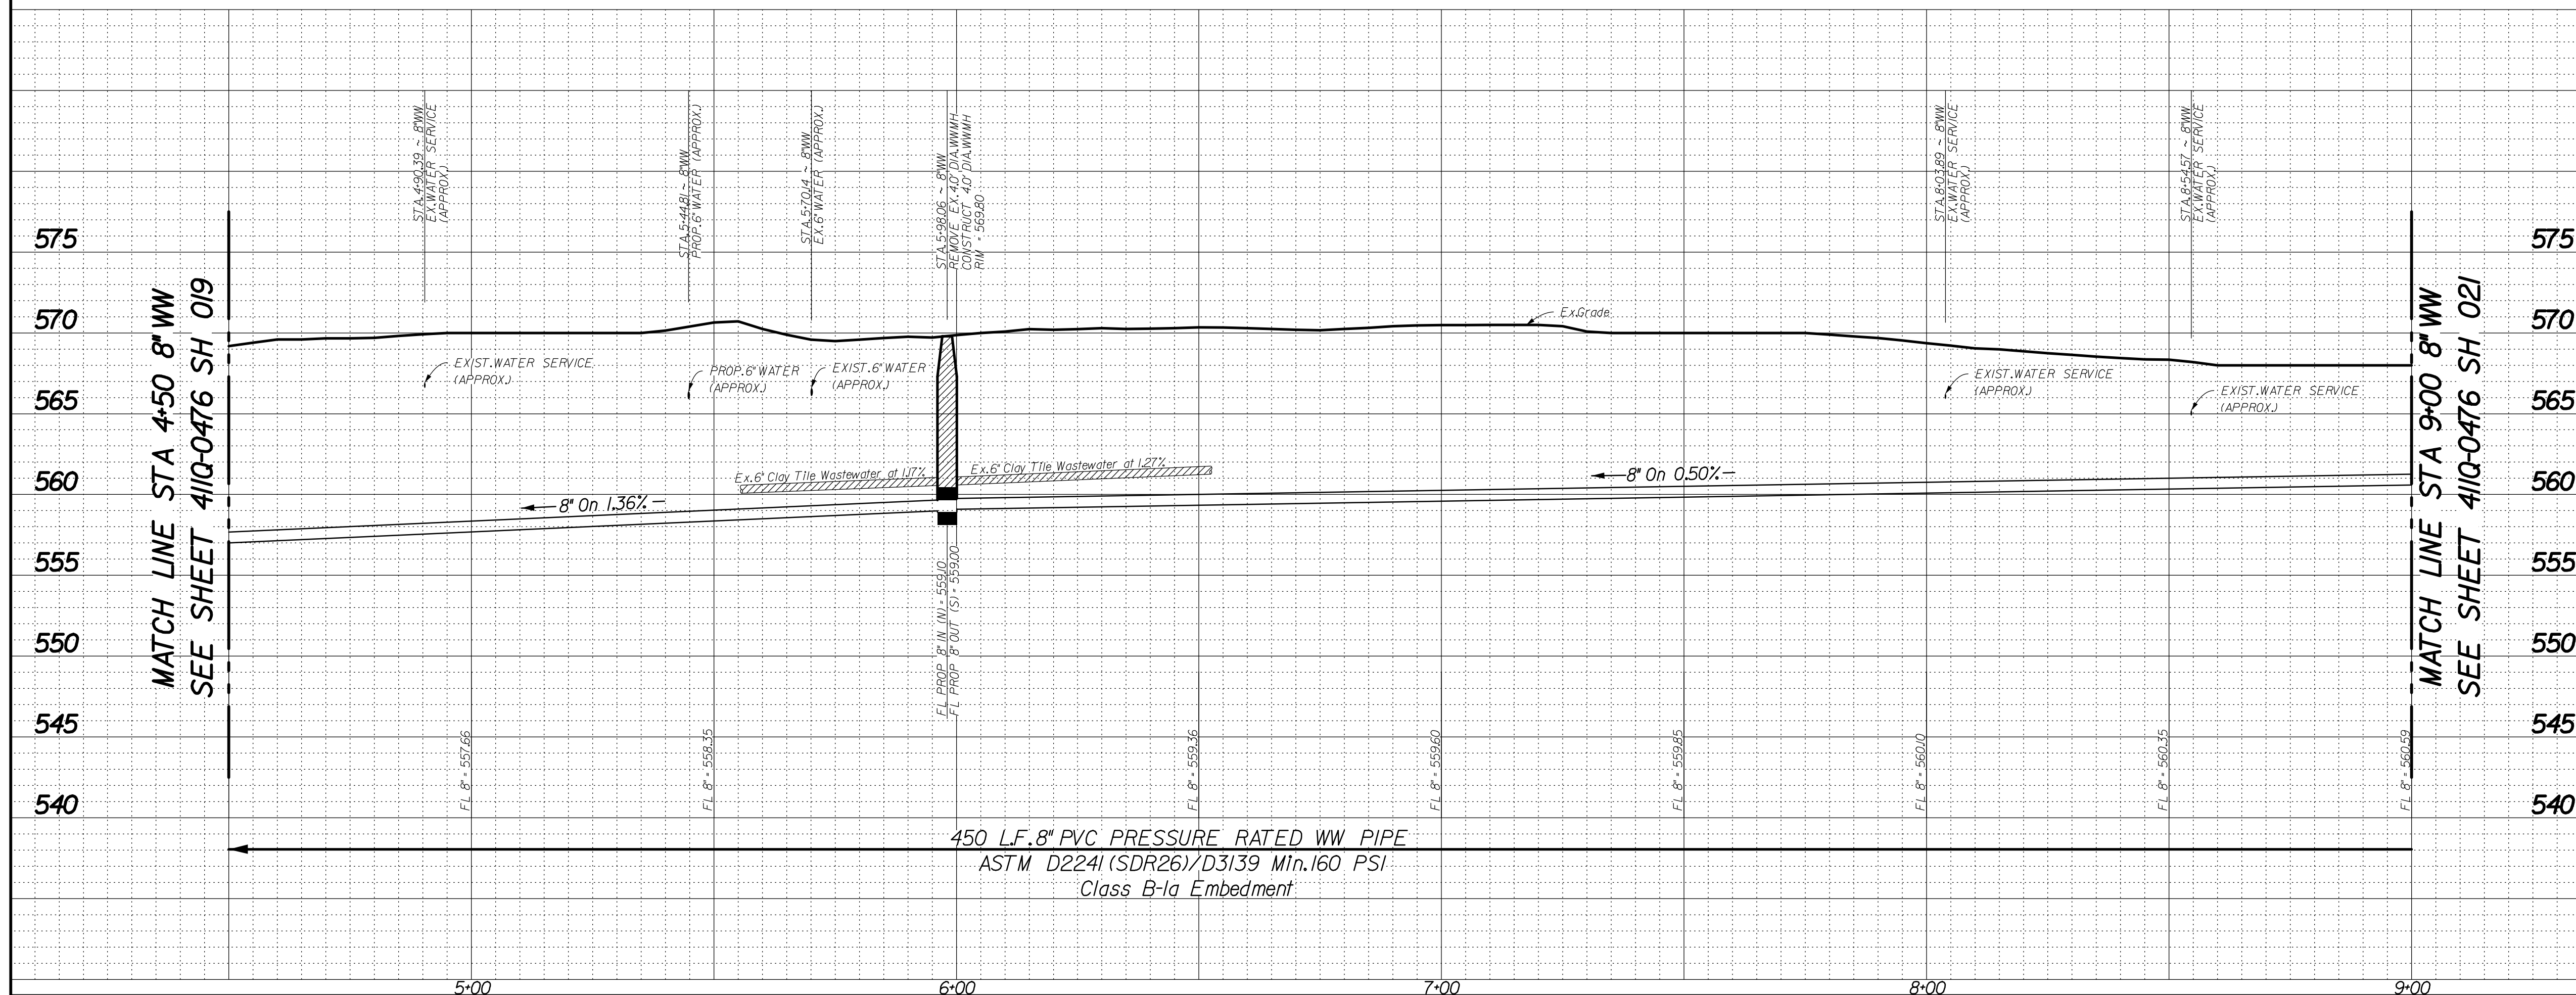 STA. 4+90.39 ~ 8"WW
EX. WATER SERVICE
(APPROX.)
STA. 5+44.81 ~ 8"WW
PROP. 6" WATER (APPROX.)
STA. 5+70.14 ~ 8"WW
EX. 6" WATER (APPROX.)
STA. 5+98.06 ~ 8"WW
REMOVE EX. 4.0' DIA. WWMH
CONSTRUCT 4.0' DIA. WWMH
RIM = 569.80
STA. 8+03.89 ~ 8"WW
EX. WATER SERVICE
(APPROX.)
STA. 8+54.57 ~ 8"WW
EX. WATER SERVICE
(APPROX.)
575
570
565
560
555
550
545
540
MATCH LINE STA 4+50 8" WW
SEE SHEET 411Q-0476 SH 019
EXIST. WATER SERVICE
(APPROX.)
PROP. 6" WATER
(APPROX.)
EXIST. 6" WATER
(APPROX.)
Ex. Grade
EXIST. WATER SERVICE
(APPROX.)
EXIST. WATER SERVICE
(APPROX.)
Ex. 6" Clay Tile Wastewater at 1.17%
Ex. 6" Clay Tile Wastewater at 1.27%
8" On 1.36%
8" On 0.50%
MATCH LINE STA 9+00 8" WW
SEE SHEET 411Q-0476 SH 021
575
570
565
560
555
550
545
540
FL PROP 8" IN (N) = 559.10
FL PROP 8" OUT (S) = 559.00
FL 8" = 557.66
FL 8" = 558.35
FL 8" = 559.36
FL 8" = 559.60
FL 8" = 559.85
FL 8" = 560.10
FL 8" = 560.35
FL 8" = 560.59
450 L.F. 8" PVC PRESSURE RATED WW PIPE
ASTM D2241 (SDR26)/D3139 Min. 160 PSI
Class B-1a Embedment
5+00
6+00
7+00
8+00
9+00